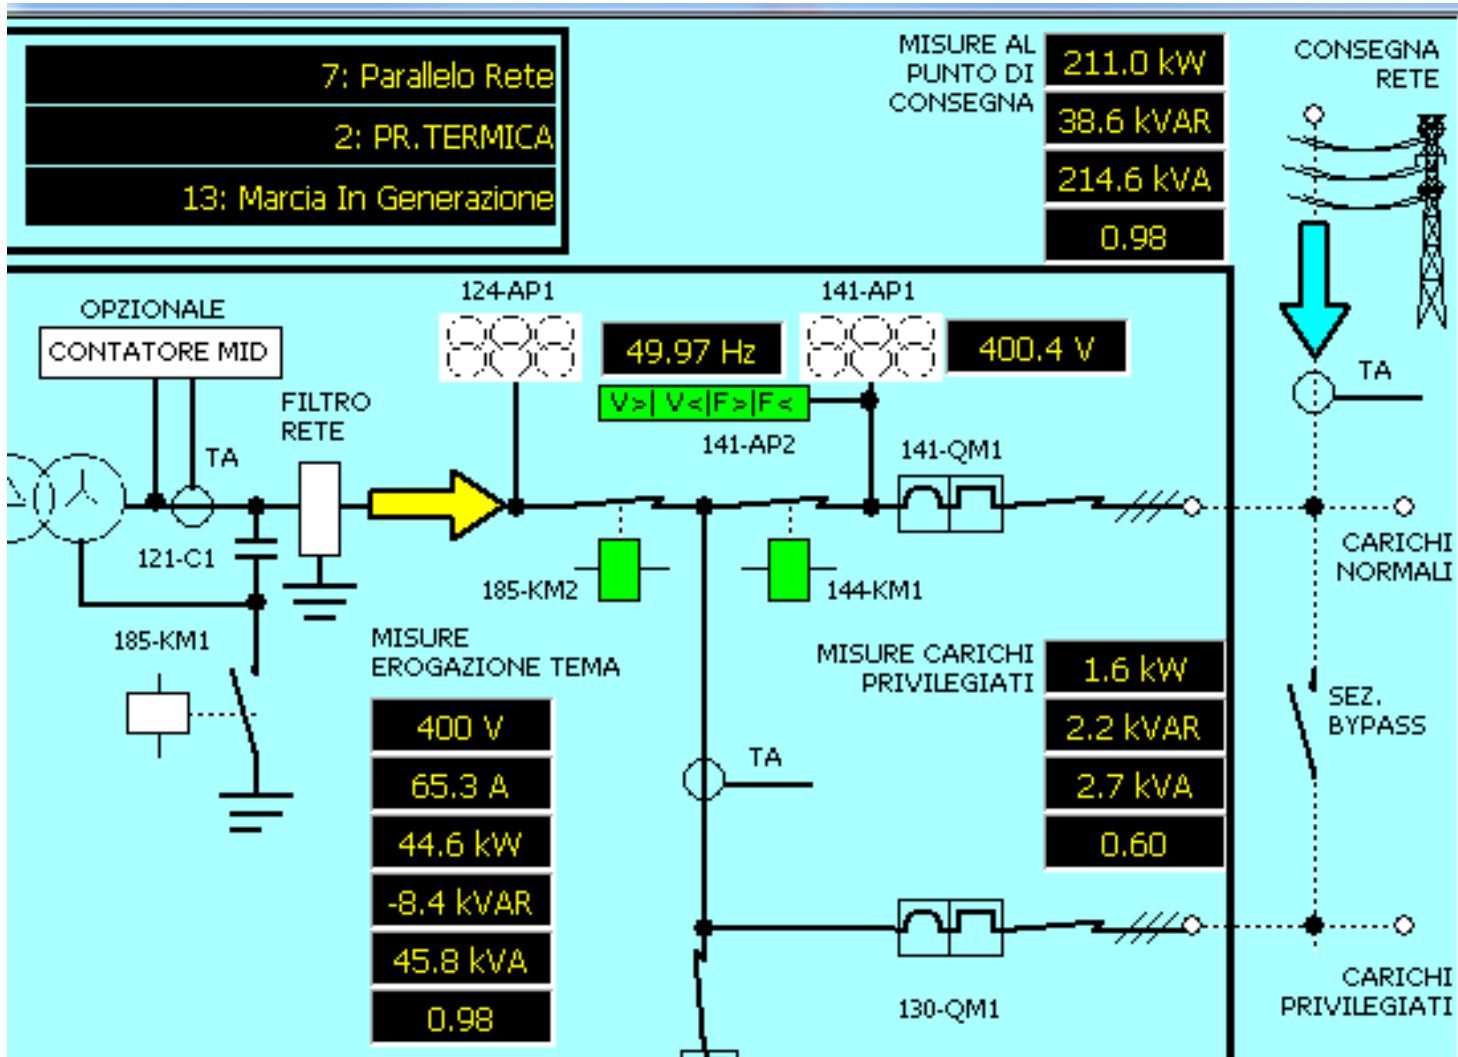 7: Parallelo Rete
2: PR.TERMICA
13: Marcia In Generazione
MISURE AL
PUNTO DI
CONSEGNA
211.0 kW
38.6 kVAR
214.6 kVA
0.98
CONSEGNA
RETE
OPZIONALE
CONTATORE MID
124-AP1
49.97 Hz
141-AP1
400.4 V
V>| V<|F>|F<
141-AP2
TA
FILTRO
RETE
TA
141-QM1
121-C1
185-KM2
144-KM1
CARICHI
NORMALI
185-KM1
MISURE
EROGAZIONE TEMA
400 V
65.3 A
44.6 kW
-8.4 kVAR
45.8 kVA
0.98
MISURE CARICHI
PRIVILEGIATI
1.6 kW
2.2 kVAR
2.7 kVA
0.60
SEZ.
BYPASS
TA
130-QM1
CARICHI
PRIVILEGIATI